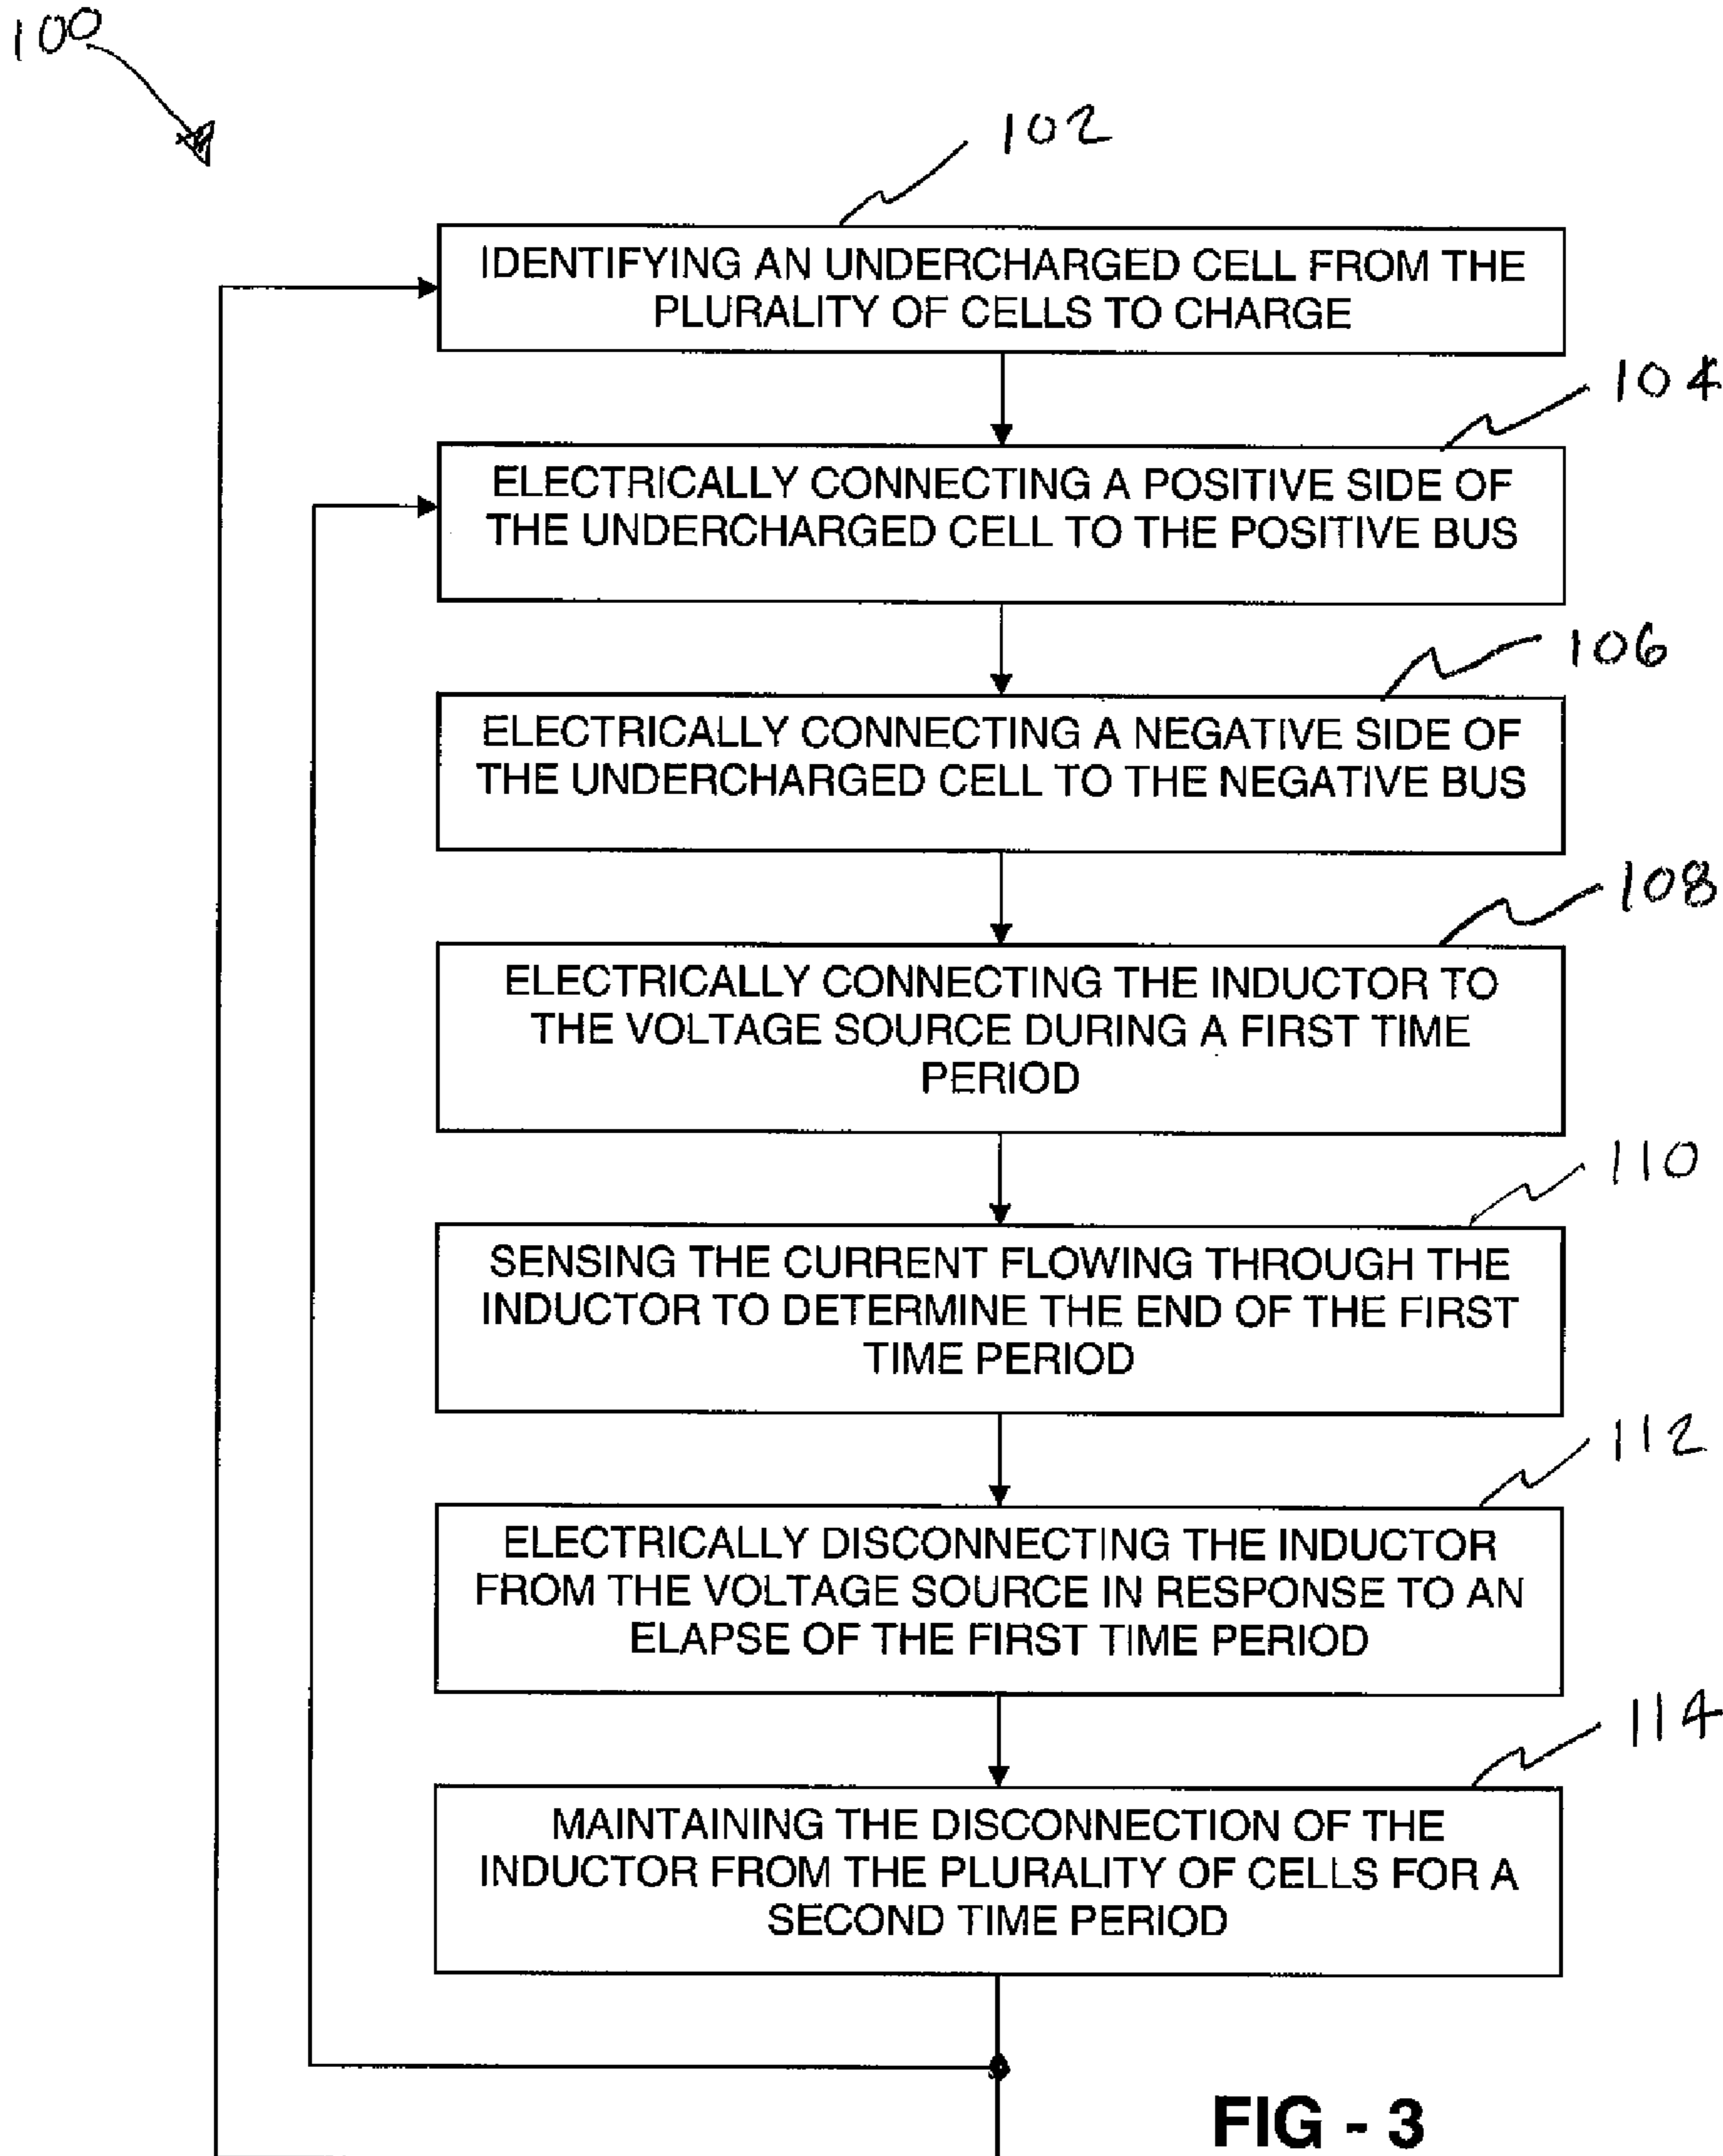 100
102
IDENTIFYING AN UNDERCHARGED CELL FROM THE
PLURALITY OF CELLS TO CHARGE
104
ELECTRICALLY CONNECTING A POSITIVE SIDE OF
THE UNDERCHARGED CELL TO THE POSITIVE BUS
106
ELECTRICALLY CONNECTING A NEGATIVE SIDE OF
THE UNDERCHARGED CELL TO THE NEGATIVE BUS
108
ELECTRICALLY CONNECTING THE INDUCTOR TO
THE VOLTAGE SOURCE DURING A FIRST TIME
PERIOD
110
SENSING THE CURRENT FLOWING THROUGH THE
INDUCTOR TO DETERMINE THE END OF THE FIRST
TIME PERIOD
112
ELECTRICALLY DISCONNECTING THE INDUCTOR
FROM THE VOLTAGE SOURCE IN RESPONSE TO AN
ELAPSE OF THE FIRST TIME PERIOD
114
MAINTAINING THE DISCONNECTION OF THE
INDUCTOR FROM THE PLURALITY OF CELLS FOR A
SECOND TIME PERIOD
FIG - 3